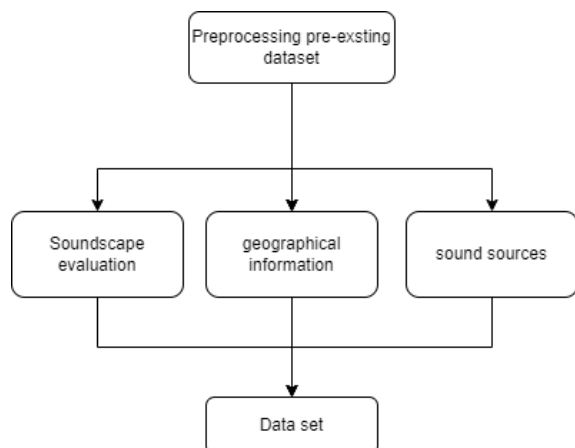 Preprocessing pre-exsting
dataset
Soundscape
evaluation
geographical
information
sound sources
Data set